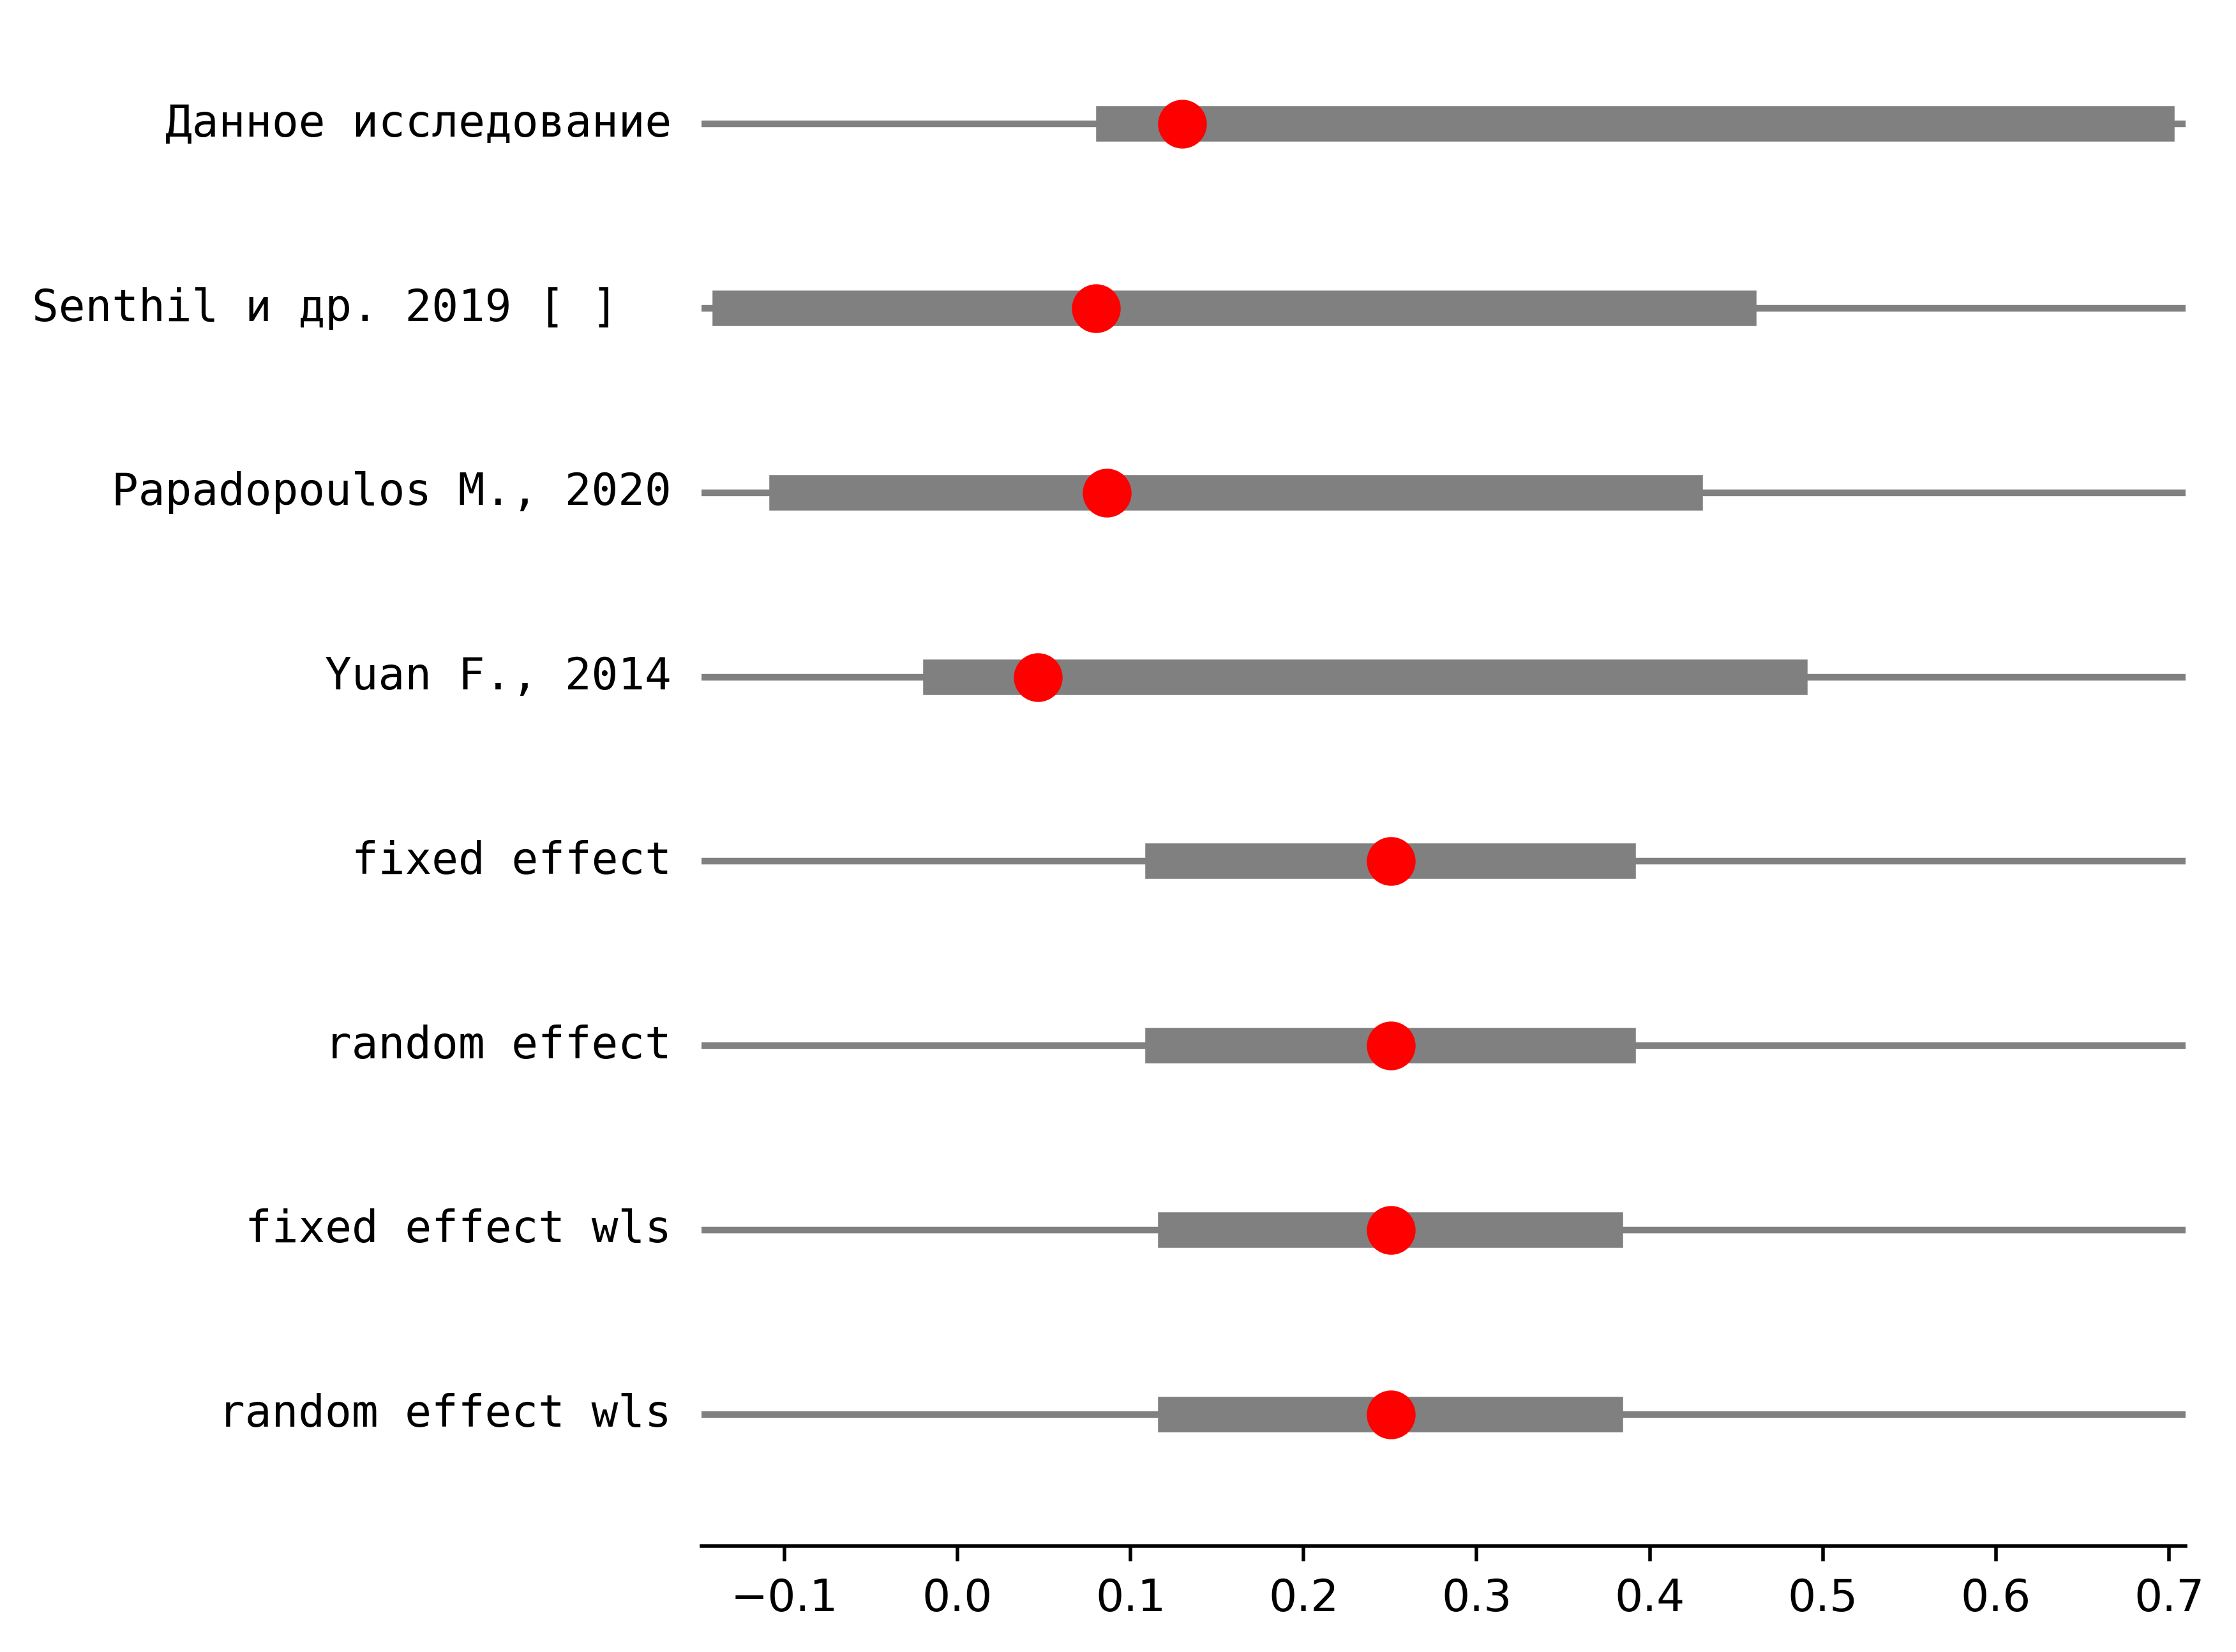 Данное исследование
Senthil и др. 2019 [ ]
Papadopoulos M., 2020
Yuan F., 2014
fixed effect
random effect
fixed effect wls
random effect wls
−0.1 0.0 0.1 0.2 0.3 0.4 0.5 0.6 0.7